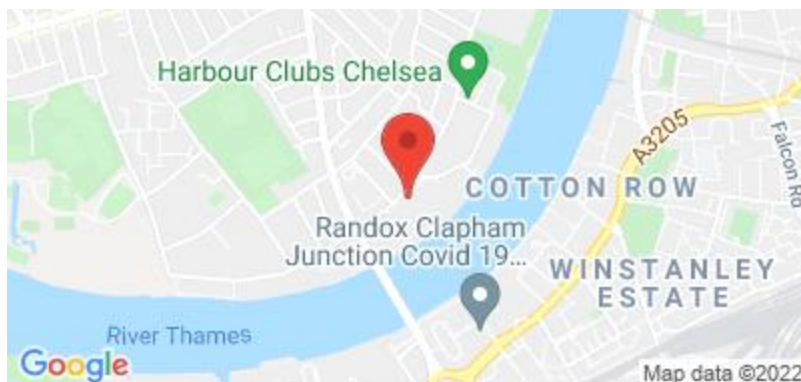 Harbour Clubs Chelsea
A3205
Falcon Rd
COTTON ROW
Randox Clapham
Junction Covid 19...
WINSTANLEY
ESTATE
River Thames
Google
Map data ©2022